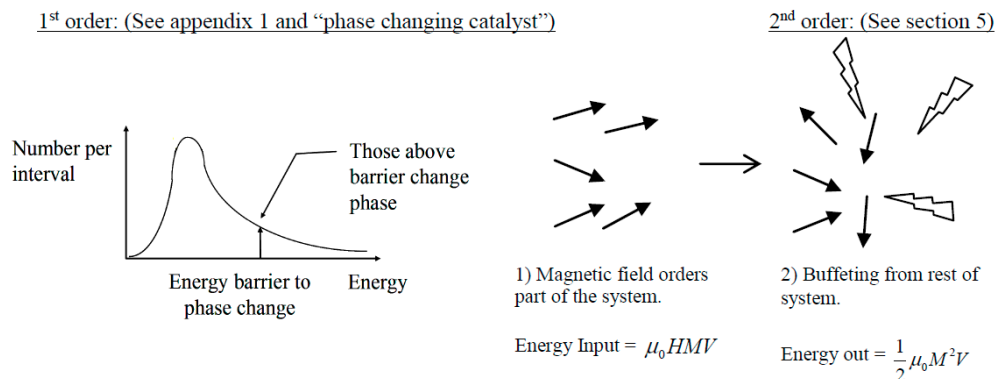 1st order: (See appendix 1 and “phase changing catalyst”)
2nd order: (See section 5)
Number per
interval
Those above
barrier change
phase
Energy barrier to
phase change
Energy
1) Magnetic field orders
part of the system.
Energy Input = μ₀HMV
2) Buffeting from rest of
system.
Energy out = 1/2 μ₀M²V